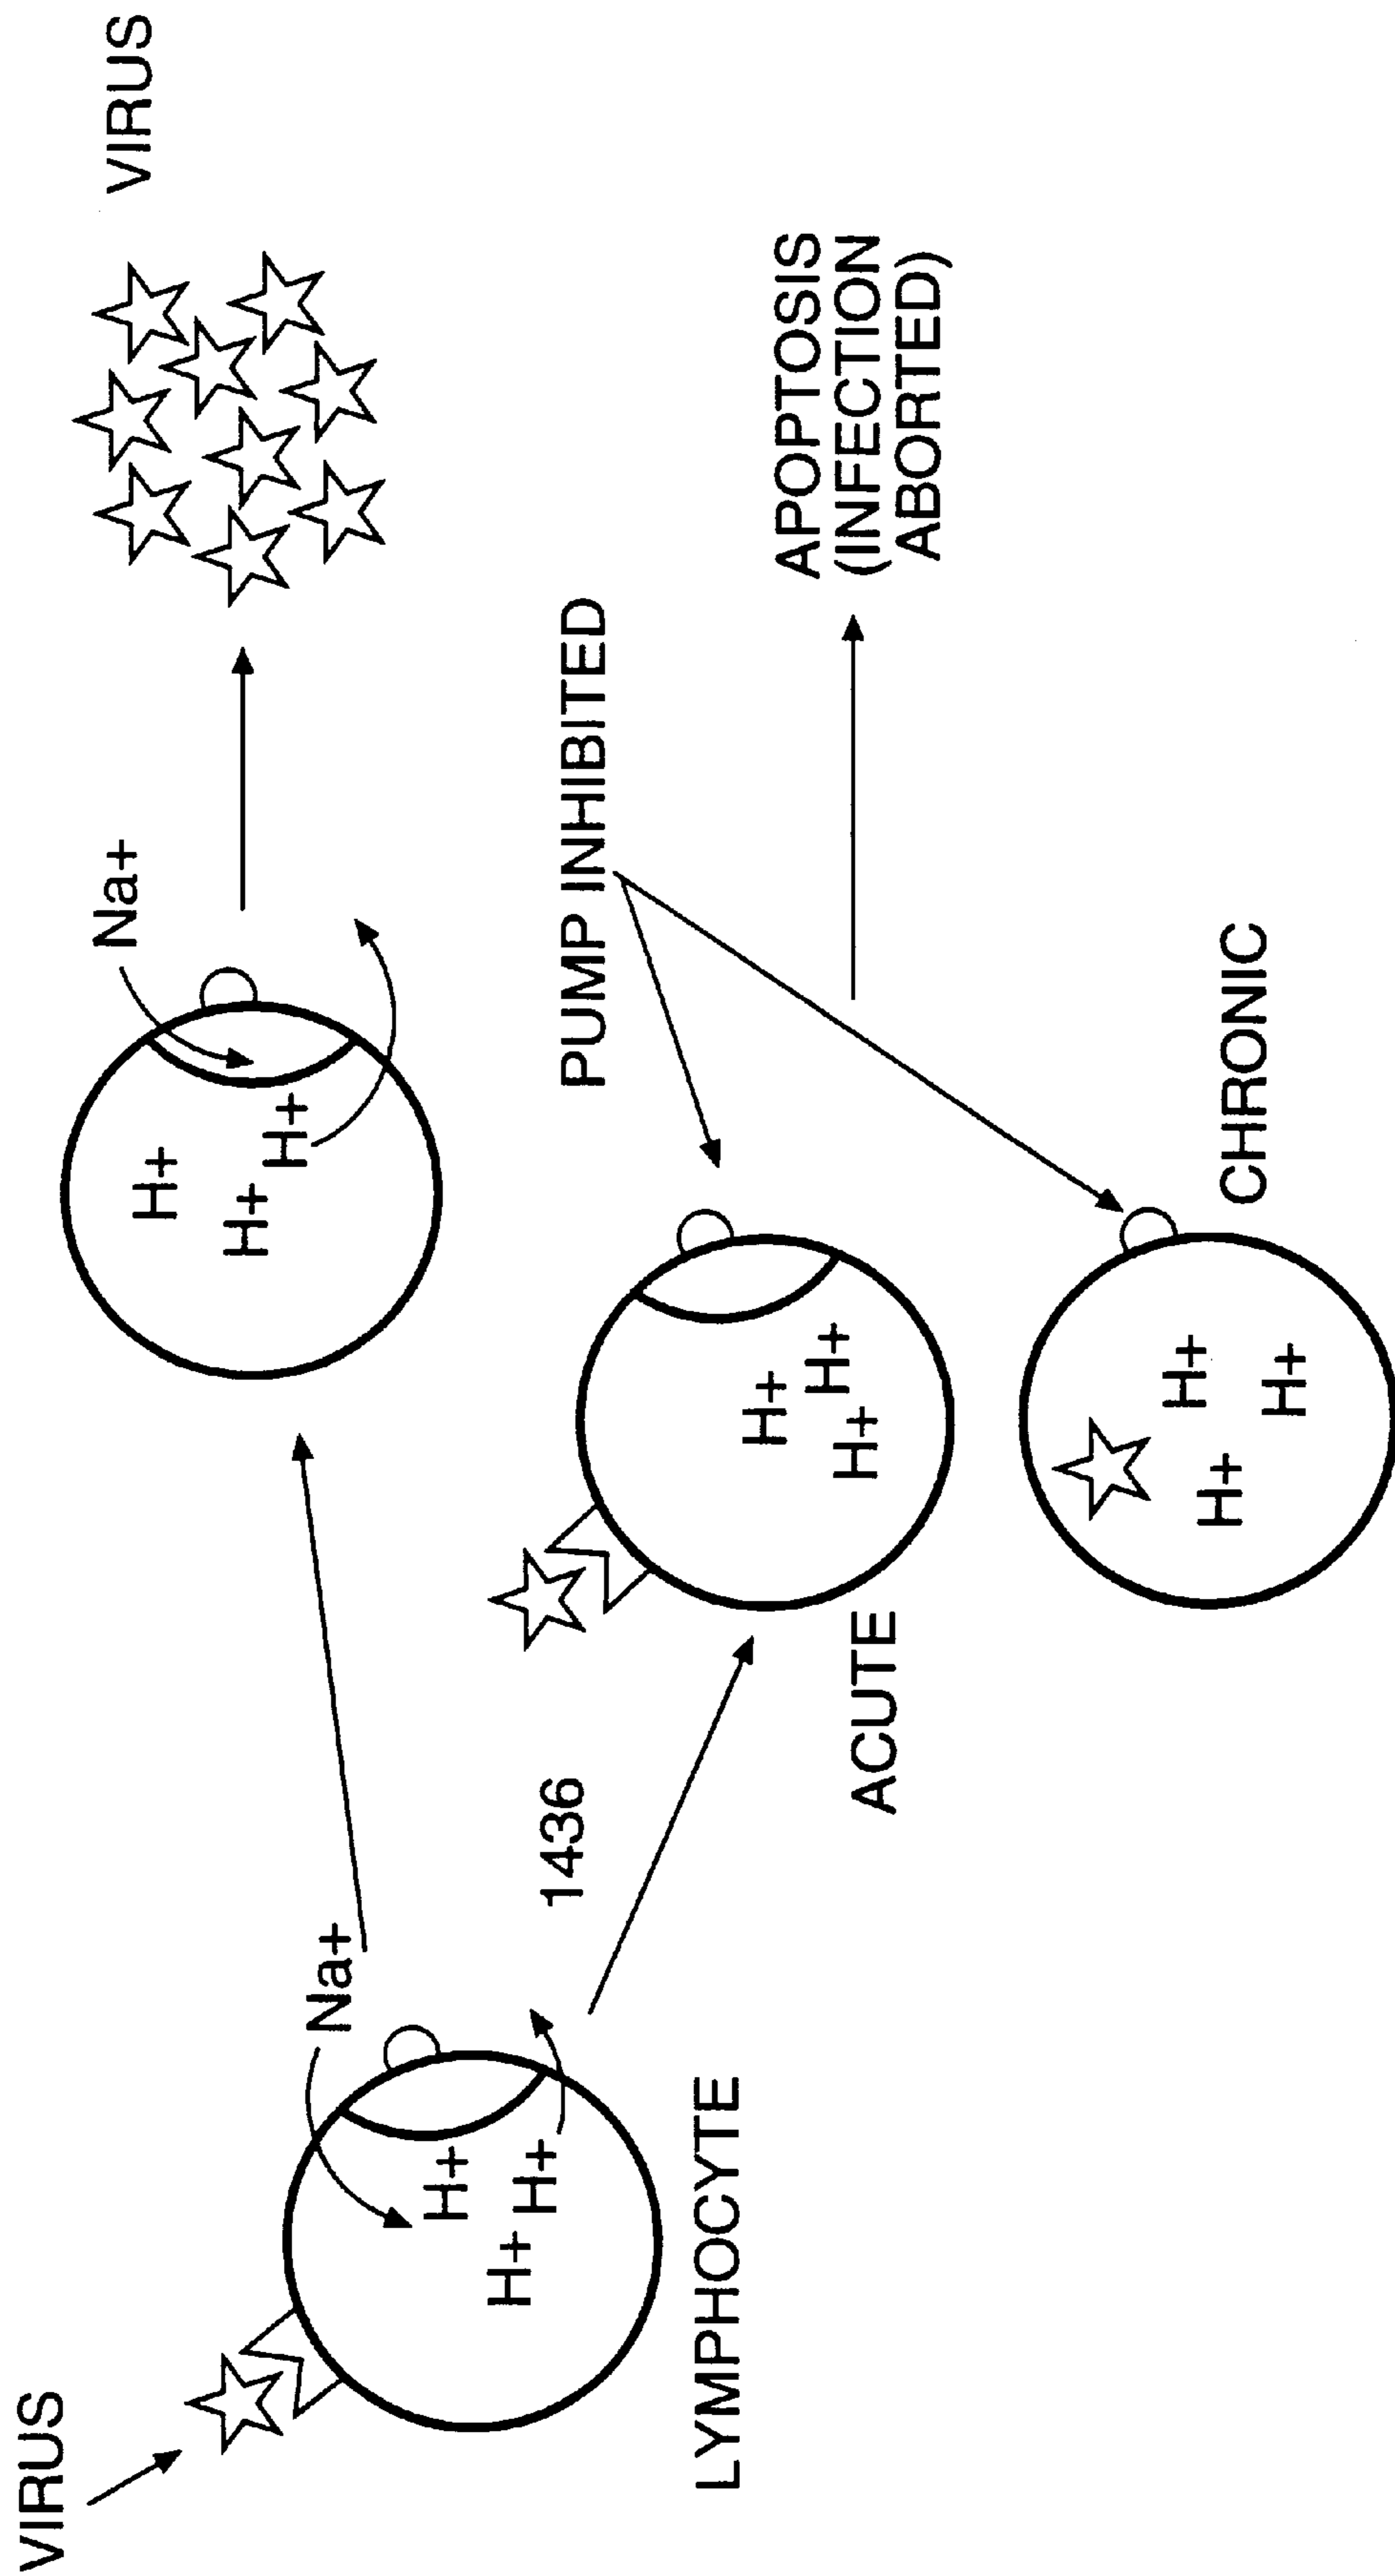 VIRUS
LYMPHOCYTE
Na+
H+
H+
H+
1436
Na+
H+
H+
H+
VIRUS
ACUTE
H+
H+
H+
PUMP INHIBITED
APOPTOSIS
(INFECTION
ABORTED)
CHRONIC
H+
H+
H+